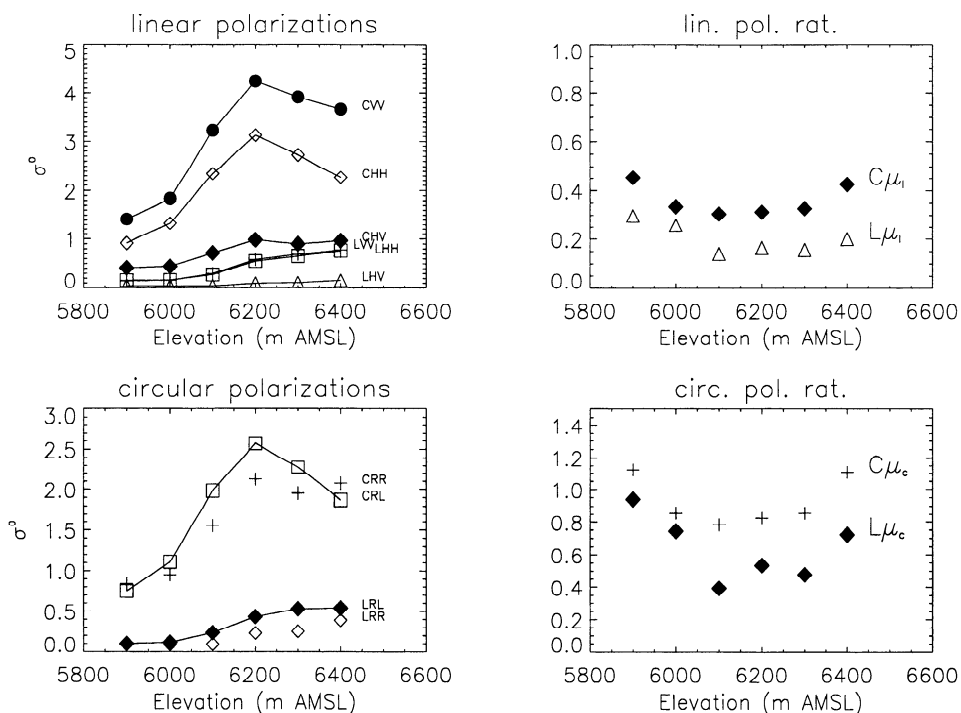 linear polarizations
5
4
3
2
1
0
σ°
CVV
CHH
CHV
LVV LHH
LHV
5800 6000 6200 6400 6600
Elevation (m AMSL)
lin. pol. rat.
1.0
0.8
0.6
0.4
0.2
0.0
Cμₗ
Lμₗ
5800 6000 6200 6400 6600
Elevation (m AMSL)
circular polarizations
3.0
2.5
2.0
1.5
1.0
0.5
0.0
σ°
CRR
CRL
LRL
LRR
5800 6000 6200 6400 6600
Elevation (m AMSL)
circ. pol. rat.
1.4
1.2
1.0
0.8
0.6
0.4
0.2
0.0
Cμ꜀
Lμ꜀
5800 6000 6200 6400 6600
Elevation (m AMSL)